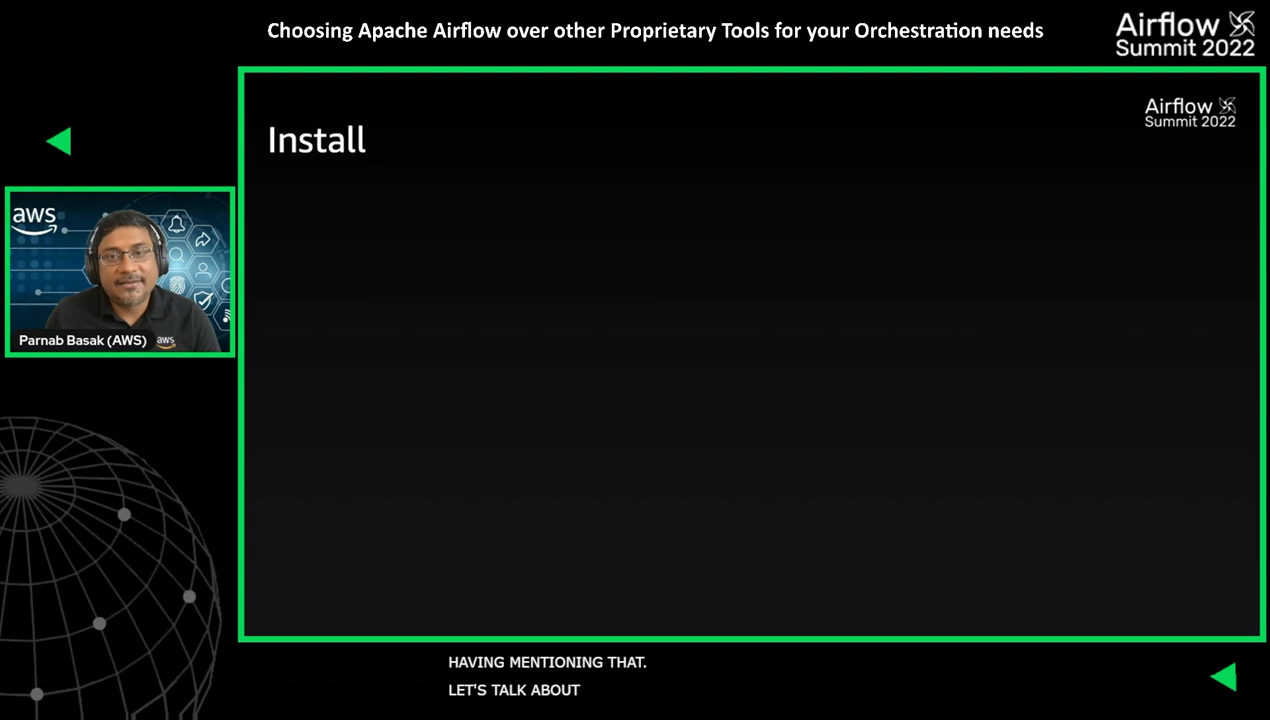 Choosing Apache Airflow over other Proprietary Tools for your Orchestration needs
Airflow
Summit 2022
Airflow
Summit 2022
Install
aws
Parnab Basak (AWS)
aws
HAVING MENTIONING THAT.
LET'S TALK ABOUT